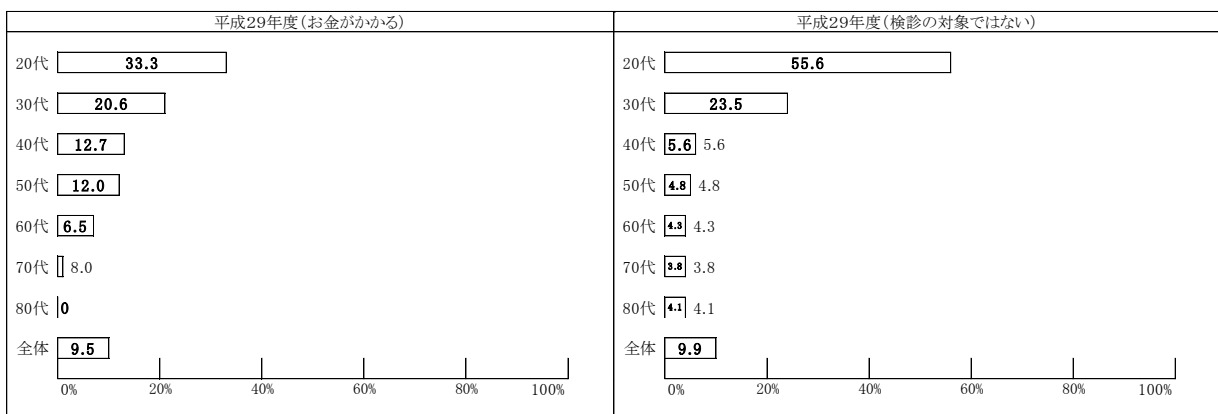 平成29年度(お金がかかる)
20代 33.3
30代 20.6
40代 12.7
50代 12.0
60代 6.5
70代 8.0
80代 0
全体 9.5
0% 20% 40% 60% 80% 100%
平成29年度(検診の対象ではない)
20代 55.6
30代 23.5
40代 5.6 5.6
50代 4.8 4.8
60代 4.3 4.3
70代 3.8 3.8
80代 4.1 4.1
全体 9.9
0% 20% 40% 60% 80% 100%